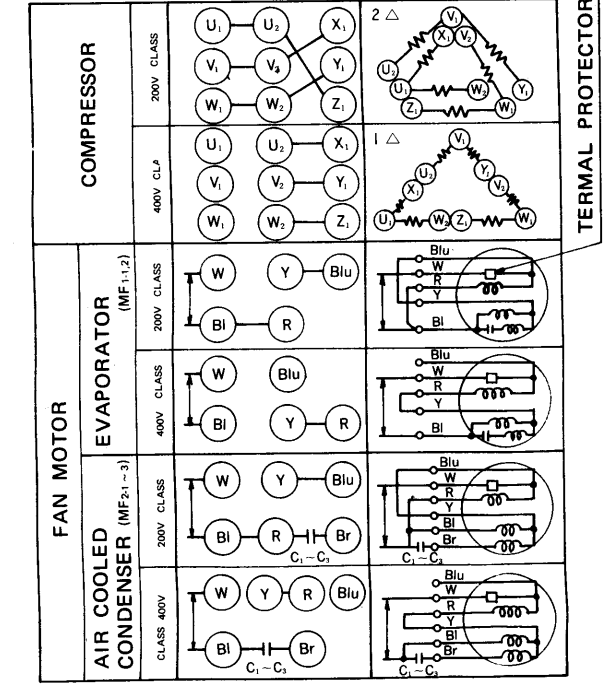 COMPRESSOR
200V CLASS
U₁ U₂ X₁
V₁ V₂ Y₁
W₁ W₂ Z₁
2 △
V₁
X₁ V₂
U₂
U₁ W₂ Y₁
Z₁ W₁
TERMAL PROTECTOR
400V CLA
U₁ U₂ X₁
V₁ V₂ Y₁
W₁ W₂ Z₁
1 △
V₁
U₂ Y₁
X₁ V₂
U₁ W₂ Z₁ W₁
FAN MOTOR
EVAPORATOR
(MF1-1,2)
200V CLASS
W Y Blu
Bl R
Blu
W
R
Y
Bl
400V CLASS
W Blu
Bl Y R
Blu
W
R
Y
Bl
AIR COOLED
CONDENSER (MF2-1~3)
200V CLASS
W Y Blu
Bl R Br
C₁~C₃
Blu
W
R
Y
Bl
Br
C₁~C₃
CLASS 400V
W Y R Blu
Bl Br
C₁~C₃
Blu
W
R
Y
Bl
Br
C₁~C₃